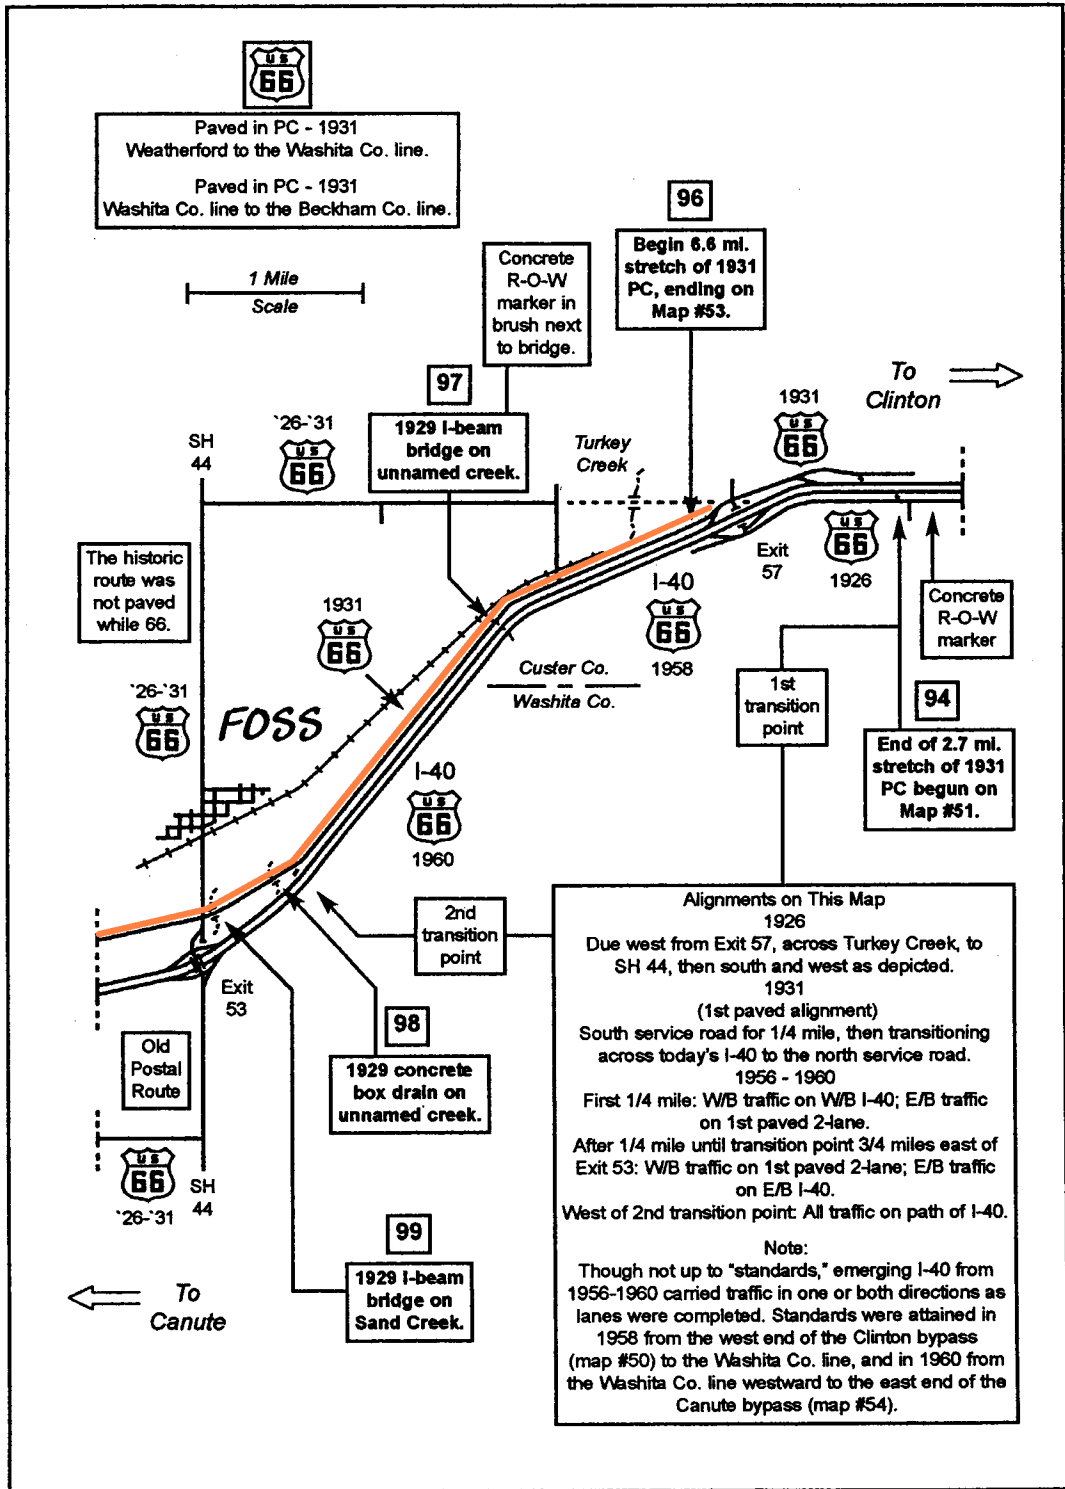 US
66
Paved in PC - 1931
Weatherford to the Washita Co. line.
Paved in PC - 1931
Washita Co. line to the Beckham Co. line.
1 Mile
Scale
Concrete
R-O-W
marker in
brush next
to bridge.
96
Begin 6.6 mi.
stretch of 1931
PC, ending on
Map #53.
To
Clinton
97
1929 I-beam
bridge on
unnamed creek.
1931
US
66
`26-`31
US
66
SH
44
Turkey
Creek
The historic
route was
not paved
while 66.
Exit
57
US
66
1926
Concrete
R-O-W
marker
I-40
US
66
1958
1931
US
66
Custer Co.
Washita Co.
1st
transition
point
94
End of 2.7 mi.
stretch of 1931
PC begun on
Map #51.
`26-`31
US
66
FOSS
I-40
US
66
1960
2nd
transition
point
Exit
53
98
1929 concrete
box drain on
unnamed creek.
Old
Postal
Route
US
66
`26-`31
SH
44
99
1929 I-beam
bridge on
Sand Creek.
To
Canute
Alignments on This Map
1926
Due west from Exit 57, across Turkey Creek, to
SH 44, then south and west as depicted.
1931
(1st paved alignment)
South service road for 1/4 mile, then transitioning
across today's I-40 to the north service road.
1956 - 1960
First 1/4 mile: W/B traffic on W/B I-40; E/B traffic
on 1st paved 2-lane.
After 1/4 mile until transition point 3/4 miles east of
Exit 53: W/B traffic on 1st paved 2-lane; E/B traffic
on E/B I-40.
West of 2nd transition point: All traffic on path of I-40.
Note:
Though not up to "standards," emerging I-40 from
1956-1960 carried traffic in one or both directions as
lanes were completed. Standards were attained in
1958 from the west end of the Clinton bypass
(map #50) to the Washita Co. line, and in 1960 from
the Washita Co. line westward to the east end of the
Canute bypass (map #54).